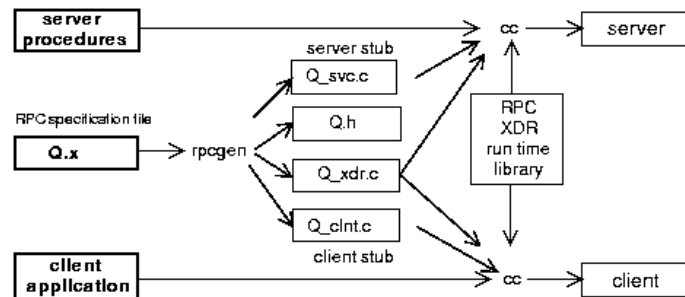 server
procedures
cc
server
server stub
Q_svc.c
RPC specification file
Q.h
RPC
XDR
run time
library
Q.x
rpcgen
Q_xdr.c
Q_clnt.c
client stub
client
application
cc
client